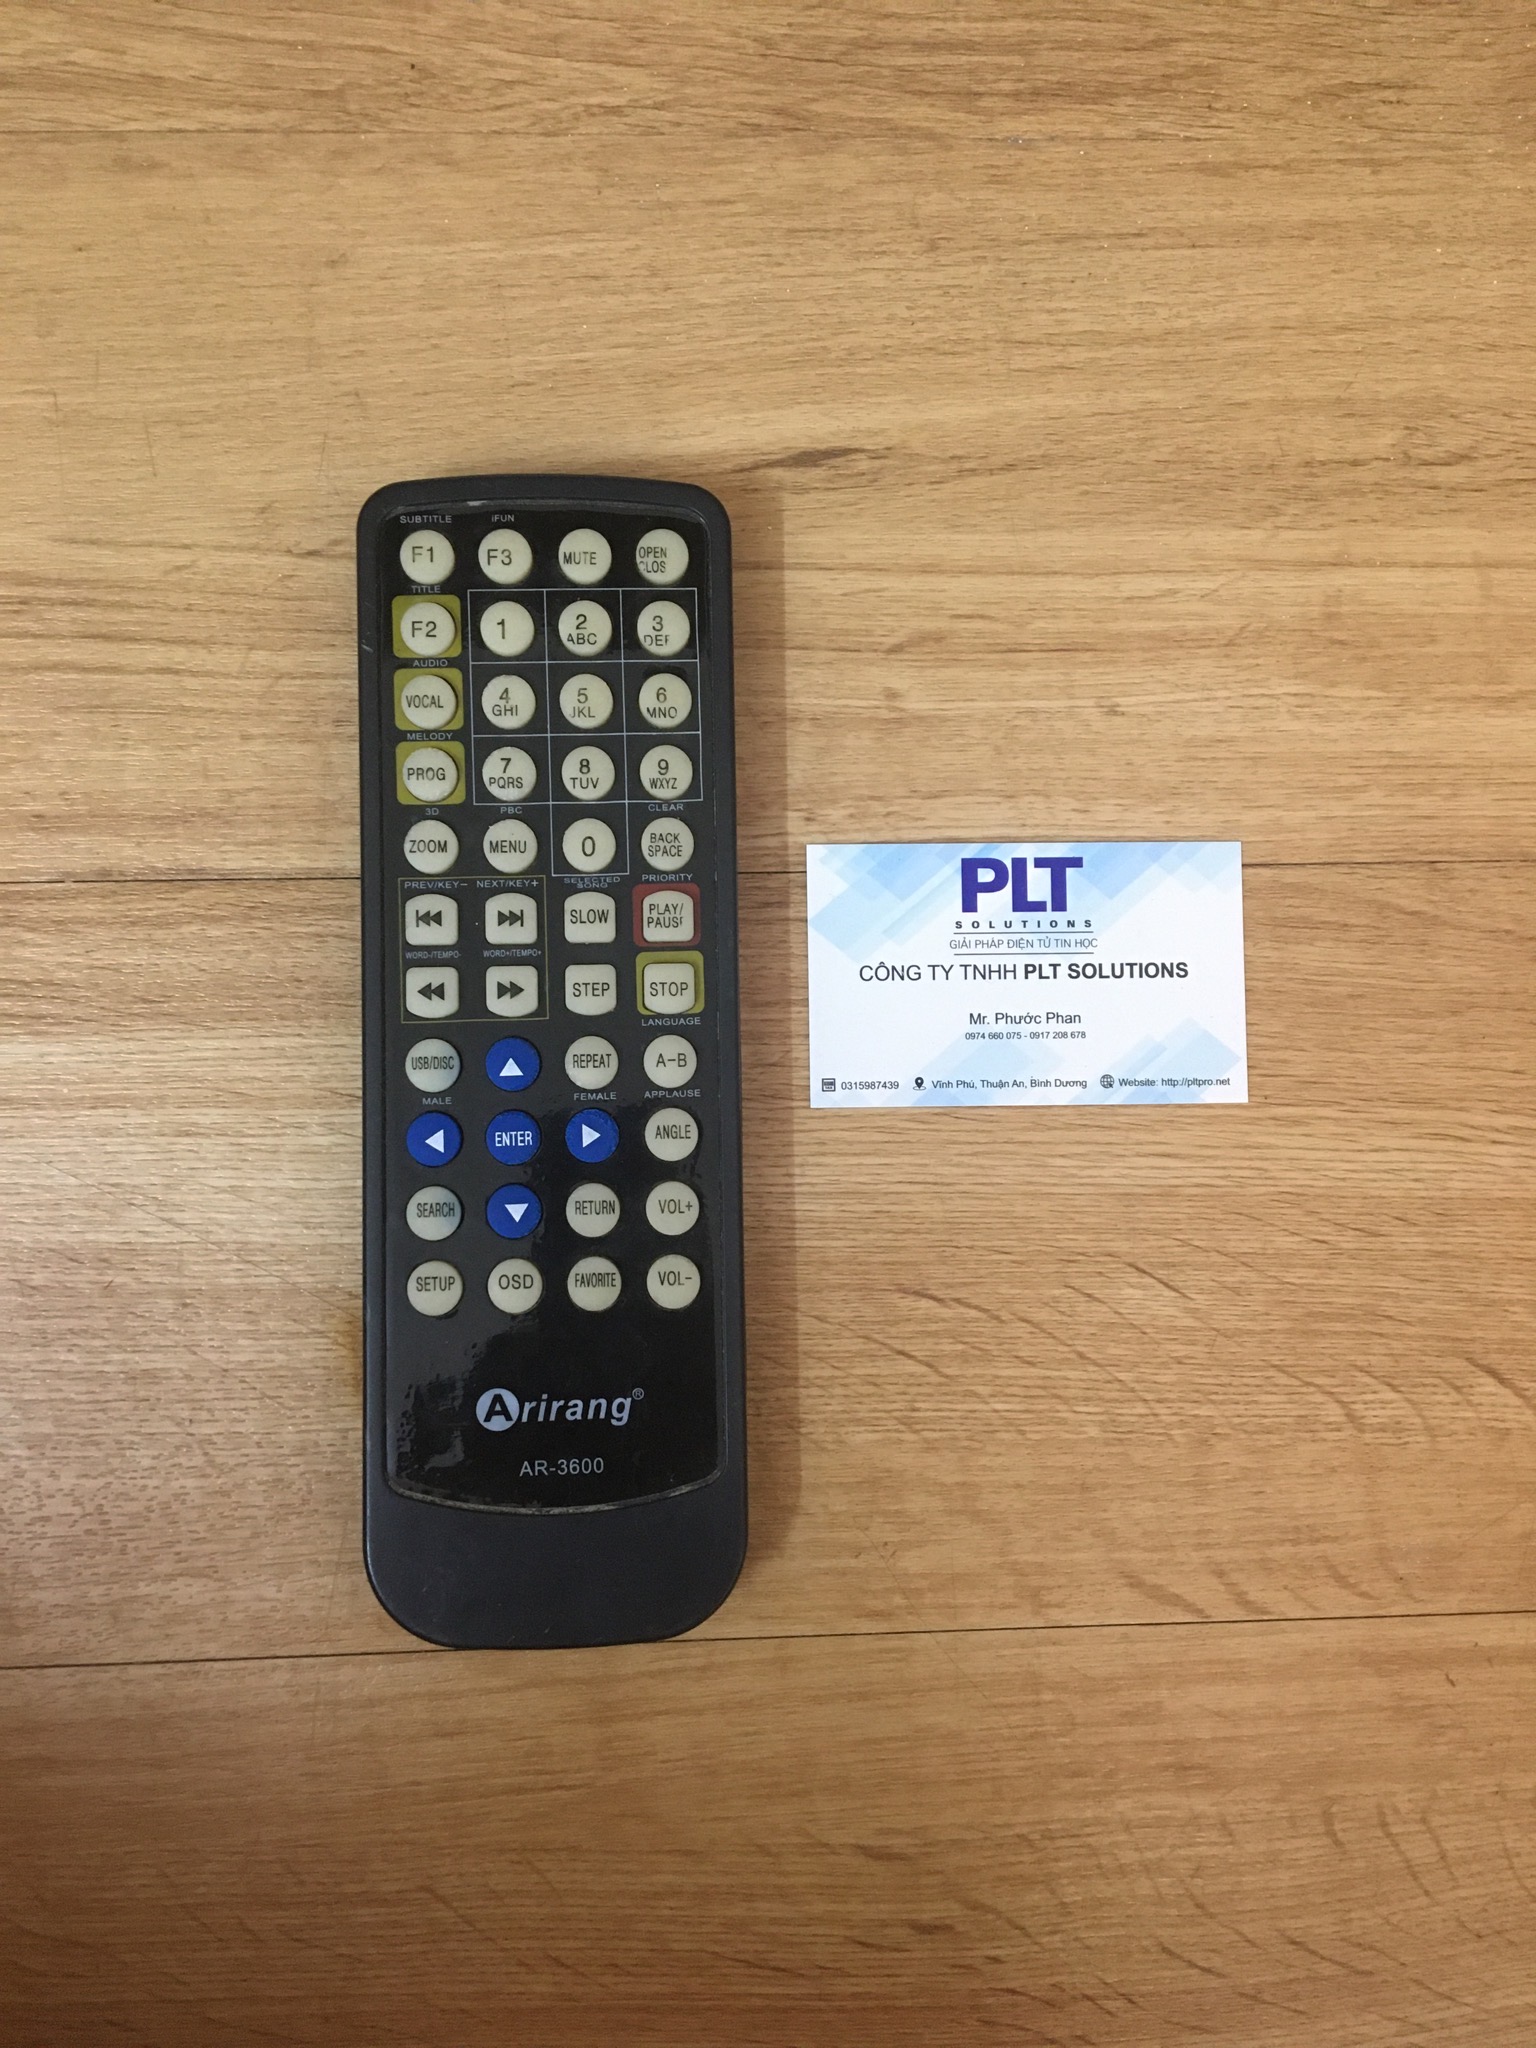 SUBTITLE iFUN
F1 F3 MUTE OPEN
CLOS
TITLE
F2 1 2 3
ABC DEF
AUDIO
VOCAL 4 5 6
GHI JKL MNO
MELODY
PROG 7 8 9
PQRS TUV WXYZ
3D PBC CLEAR
ZOOM MENU 0 BACK
SPACE
PREV/KEY- NEXT/KEY+ SELECTED PRIORITY
SONG
SLOW PLAY/
PAUSE
WORD-/TEMPO- WORD+/TEMPO+
STEP STOP
LANGUAGE
USB/DISC REPEAT A-B
MALE FEMALE APPLAUSE
ENTER ANGLE
SEARCH RETURN VOL+
SETUP OSD FAVORITE VOL-
Arirang®
AR-3600
PLT
SOLUTIONS
GIẢI PHÁP ĐIỆN TỬ TIN HỌC
CÔNG TY TNHH PLT SOLUTIONS
Mr. Phước Phan
0974 660 075 - 0917 208 678
0315987439 Vĩnh Phú, Thuận An, Bình Dương Website: http://pltpro.net